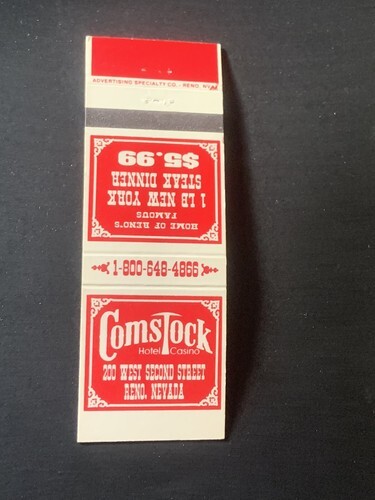 ADVERTISING SPECIALTY CO. - RENO, NV
HOME OF RENO'S
FAMOUS
1 LB NEW YORK
STEAK DINNER
$5.99
1-800-648-4866
Comstock
Hotel Casino
200 WEST SECOND STREET
RENO, NEVADA